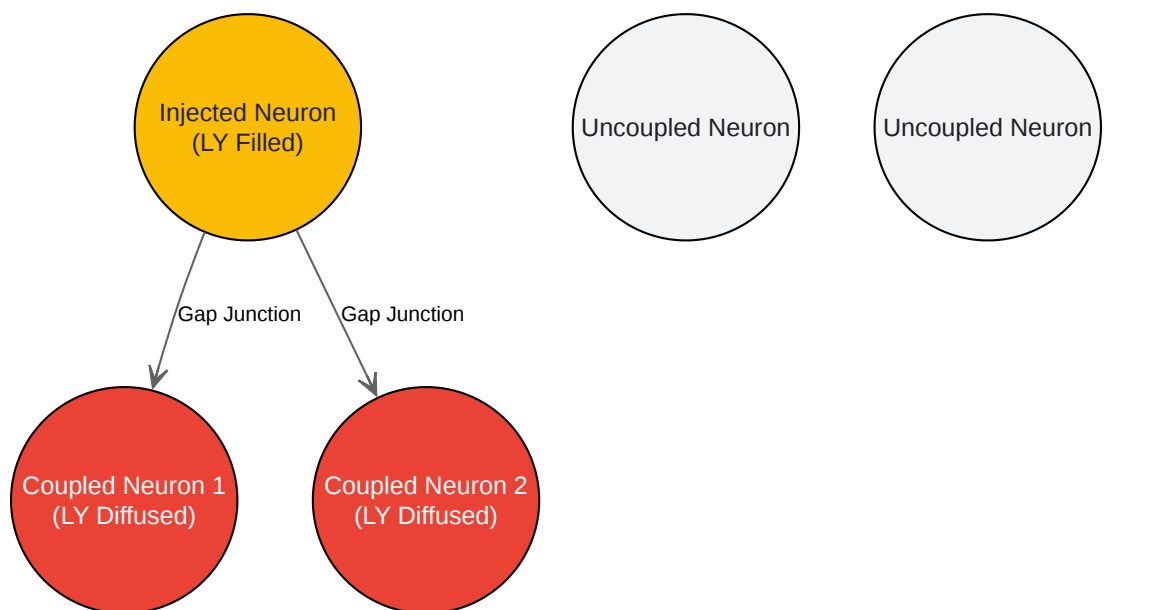 Injected Neuron
(LY Filled)
Uncoupled Neuron
Uncoupled Neuron
Gap Junction
Gap Junction
Coupled Neuron 1
(LY Diffused)
Coupled Neuron 2
(LY Diffused)